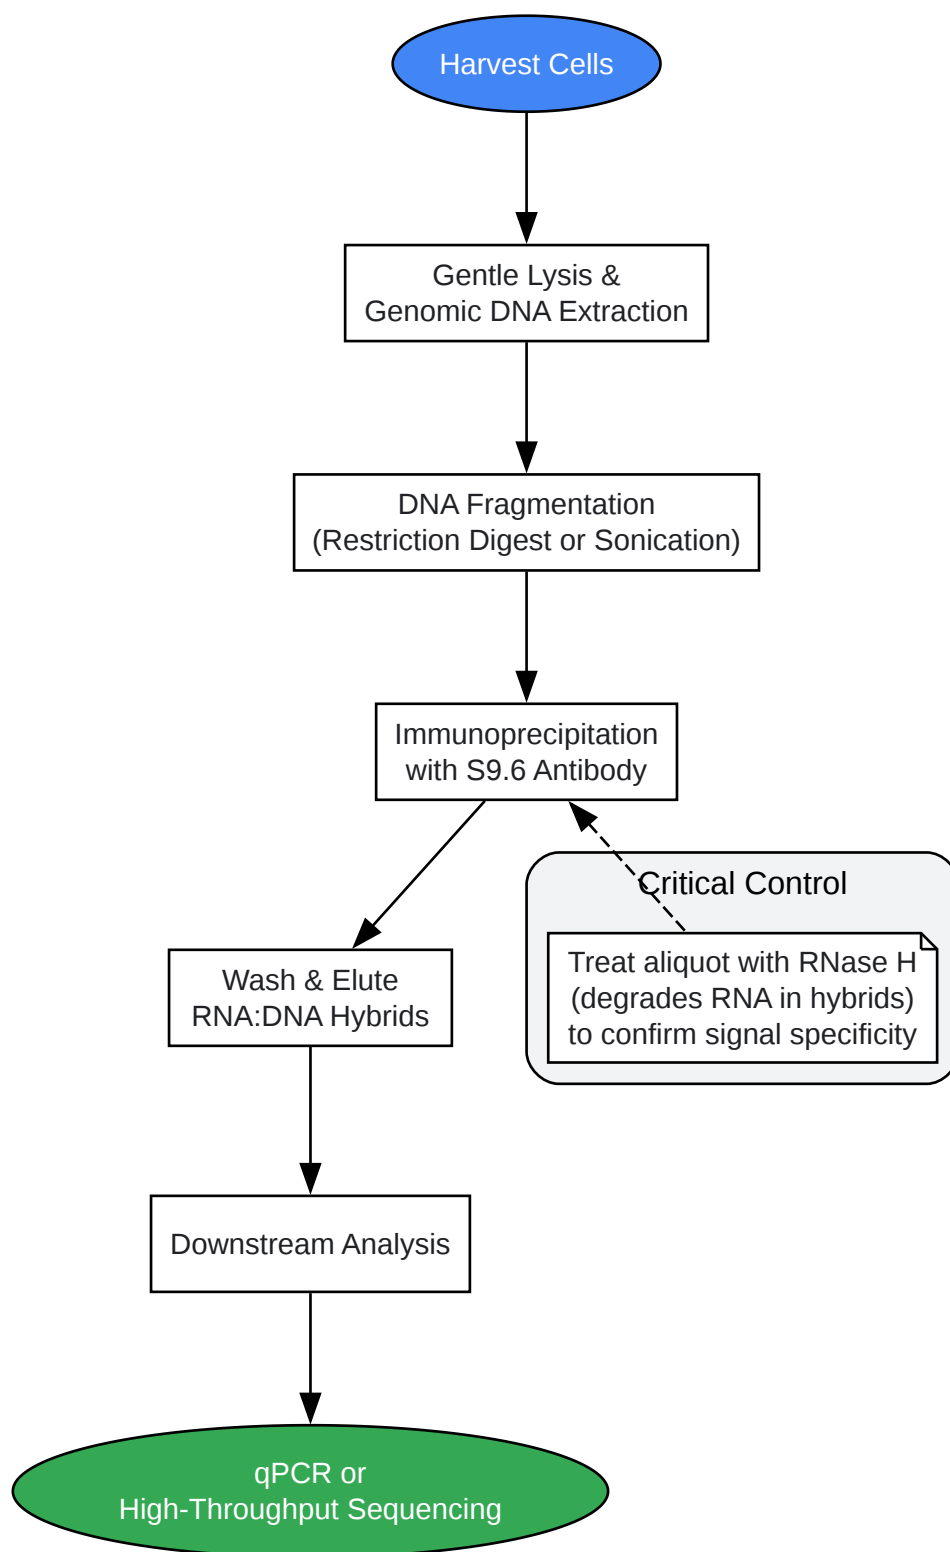 Harvest Cells
Gentle Lysis &
Genomic DNA Extraction
DNA Fragmentation
(Restriction Digest or Sonication)
Immunoprecipitation
with S9.6 Antibody
Critical Control
Treat aliquot with RNase H
(degrades RNA in hybrids)
to confirm signal specificity
Wash & Elute
RNA:DNA Hybrids
Downstream Analysis
qPCR or
High-Throughput Sequencing